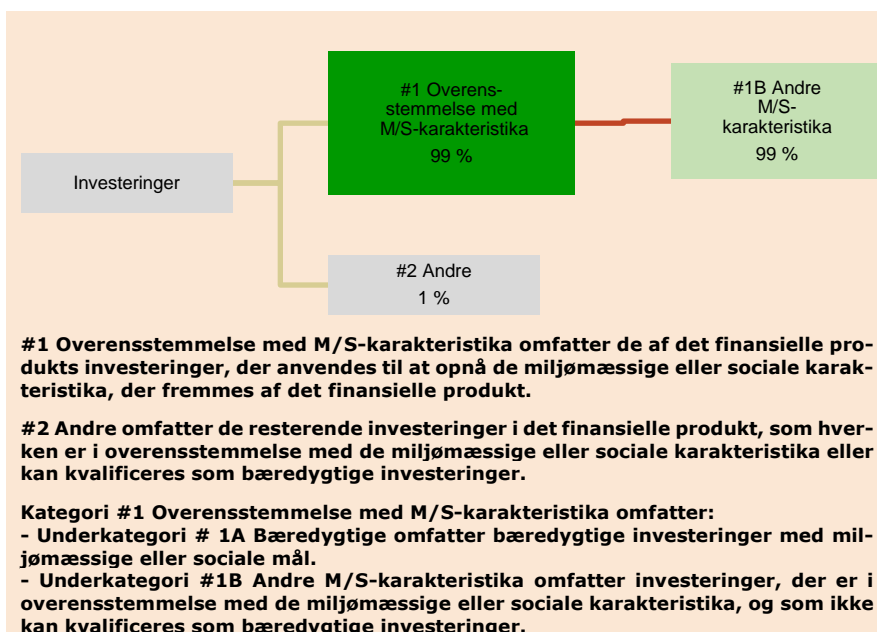 #1 Overens-
stemmelse med
M/S-karakteristika
99 %
#1B Andre
M/S-
karakteristika
99 %
Investeringer
#2 Andre
1 %
#1 Overensstemmelse med M/S-karakteristika omfatter de af det finansielle pro-
dukts investeringer, der anvendes til at opnå de miljømæssige eller sociale karak-
teristika, der fremmes af det finansielle produkt.
#2 Andre omfatter de resterende investeringer i det finansielle produkt, som hver-
ken er i overensstemmelse med de miljømæssige eller sociale karakteristika eller
kan kvalificeres som bæredygtige investeringer.
Kategori #1 Overensstemmelse med M/S-karakteristika omfatter:
- Underkategori # 1A Bæredygtige omfatter bæredygtige investeringer med mil-
jømæssige eller sociale mål.
- Underkategori #1B Andre M/S-karakteristika omfatter investeringer, der er i
overensstemmelse med de miljømæssige eller sociale karakteristika, og som ikke
kan kvalificeres som bæredygtige investeringer.